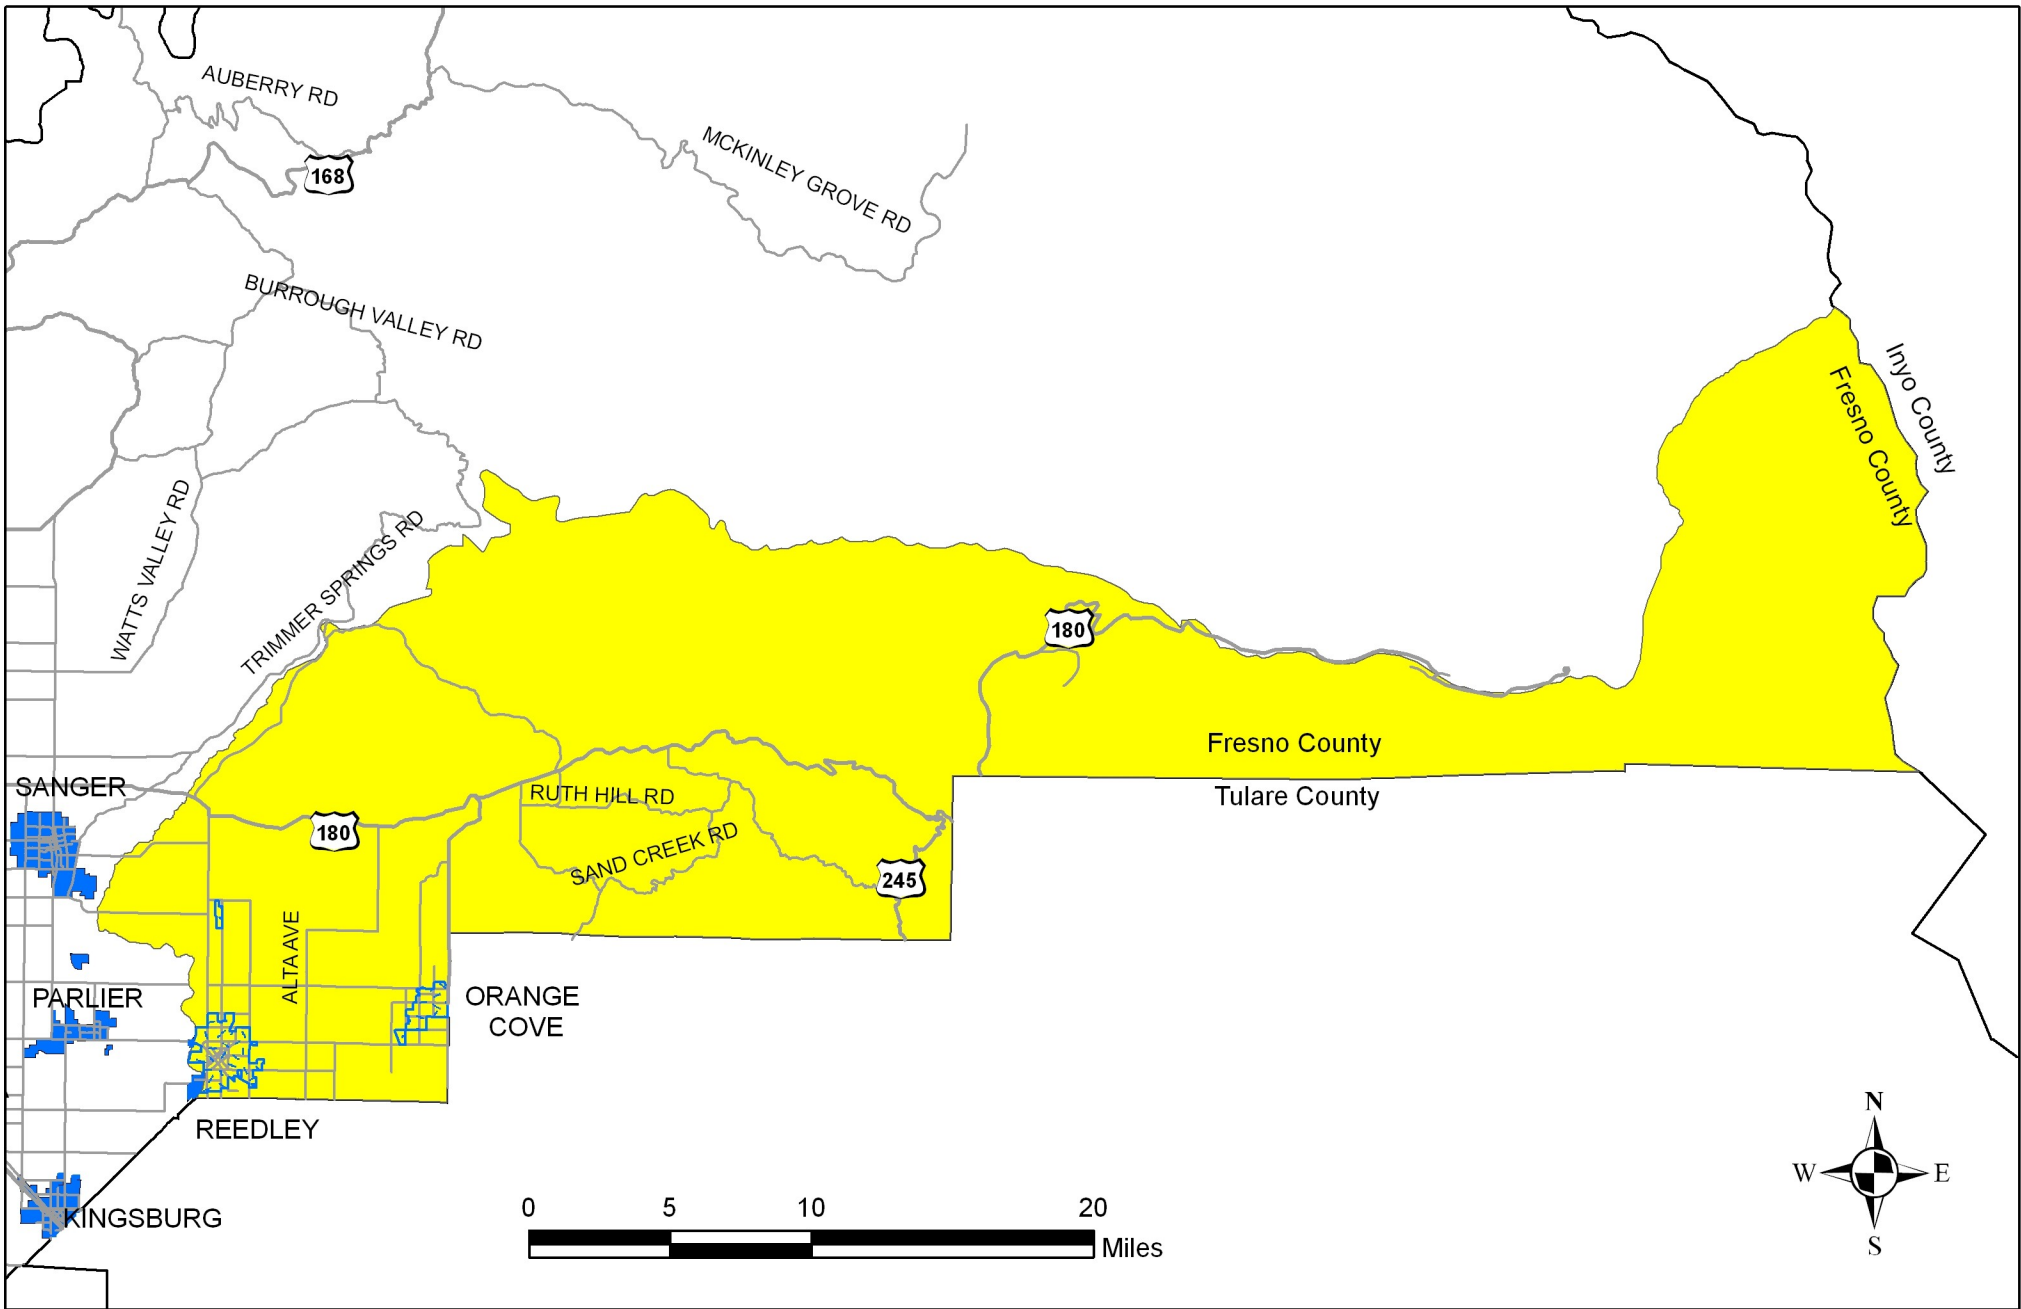 AUBERRY RD
168
MCKINLEY GROVE RD
BURROUGH VALLEY RD
Inyo County
Fresno County
WATTS VALLEY RD
TRIMMER SPRINGS RD
180
Fresno County
SANGER
RUTH HILL RD
Tulare County
180
SAND CREEK RD
245
ALTA AVE
PARLIER
ORANGE
COVE
REEDLEY
N
W
E
S
KINGSBURG
0 5 10 20
Miles